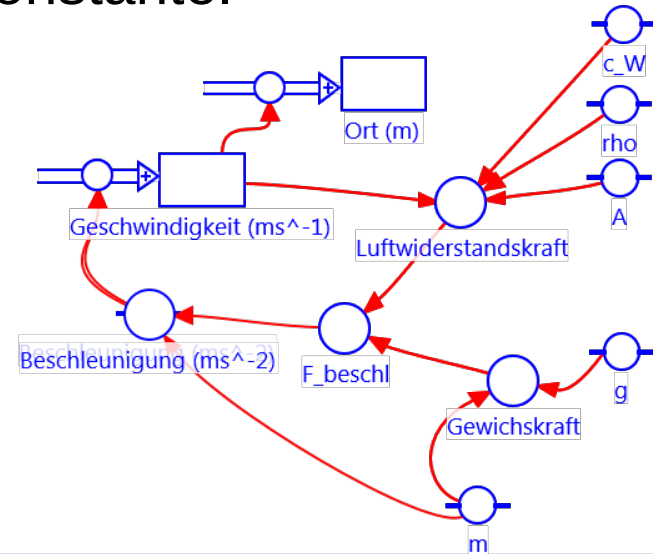 c_W
Ort (m)
rho
A
Geschwindigkeit (ms^-1)
Luftwiderstandskraft
Beschleunigung (ms^-2)
F_beschl
g
Gewichskraft
m